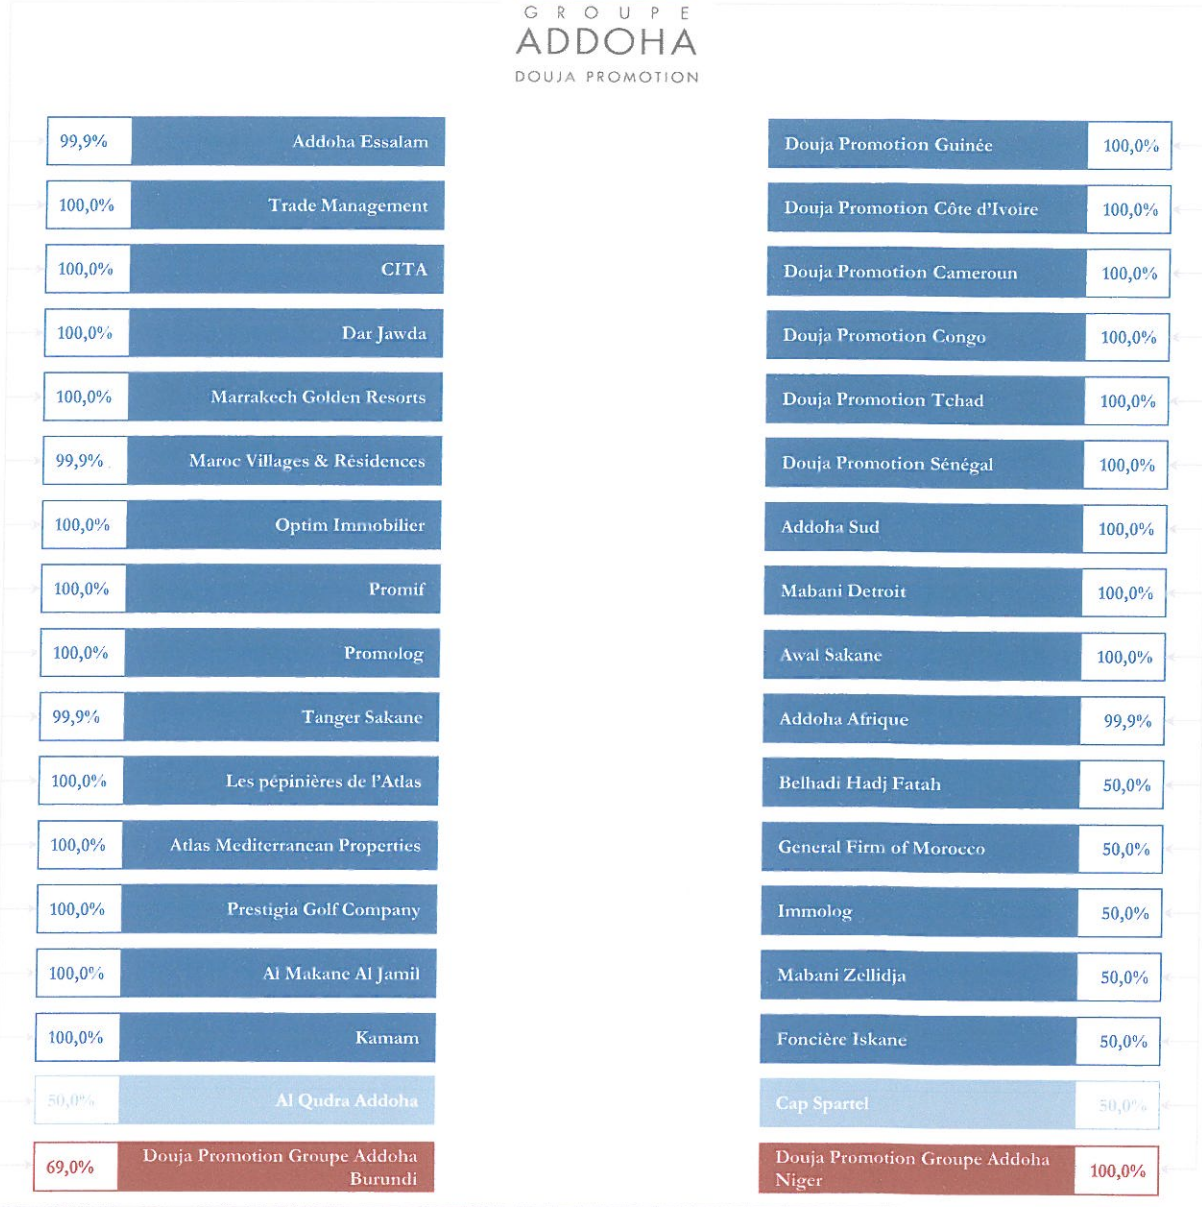 GROUPE
ADDOHA
DOUJA PROMOTION
99,9% Addoha Essalam
100,0% Trade Management
100,0% CITA
100,0% Dar Jawda
100,0% Marrakech Golden Resorts
99,9% Maroc Villages & Résidences
100,0% Optim Immobilier
100,0% Promif
100,0% Promolog
99,9% Tanger Sakane
100,0% Les pépinières de l'Atlas
100,0% Atlas Mediterranean Properties
100,0% Prestigia Golf Company
100,0% Al Makane Al Jamil
100,0% Kamam
50,0% Al Qudra Addoha
69,0% Douja Promotion Groupe Addoha
Burundi
Douja Promotion Guinée 100,0%
Douja Promotion Côte d'Ivoire 100,0%
Douja Promotion Cameroun 100,0%
Douja Promotion Congo 100,0%
Douja Promotion Tchad 100,0%
Douja Promotion Sénégal 100,0%
Addoha Sud 100,0%
Mabani Detroit 100,0%
Awal Sakane 100,0%
Addoha Afrique 99,9%
Belhadi Hadj Fatah 50,0%
General Firm of Morocco 50,0%
Immolog 50,0%
Mabani Zellidja 50,0%
Foncière Iskane 50,0%
Cap Spartel 50,0%
Douja Promotion Groupe Addoha 100,0%
Niger